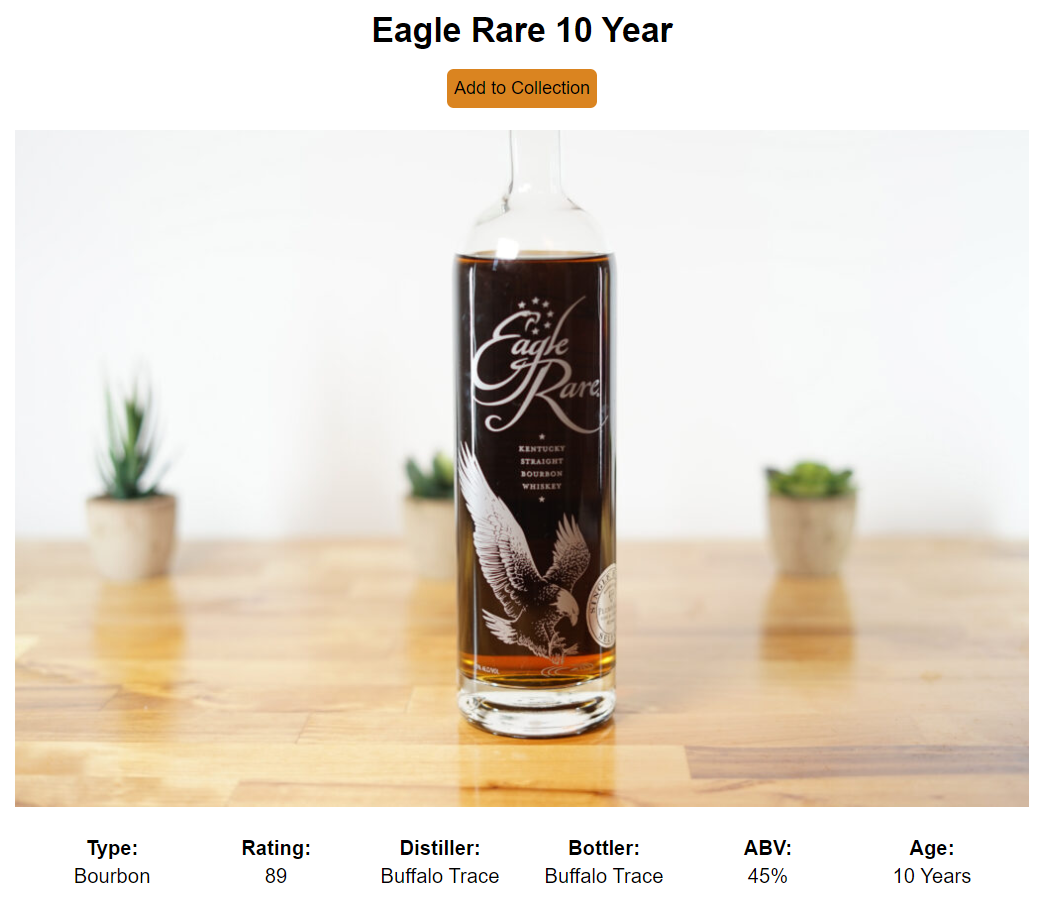 Eagle Rare 10 Year
Add to Collection
Eagle
Rare
KENTUCKY
STRAIGHT
BOURBON
WHISKEY
Type: Rating: Distiller: Bottler: ABV: Age:
Bourbon 89 Buffalo Trace Buffalo Trace 45% 10 Years